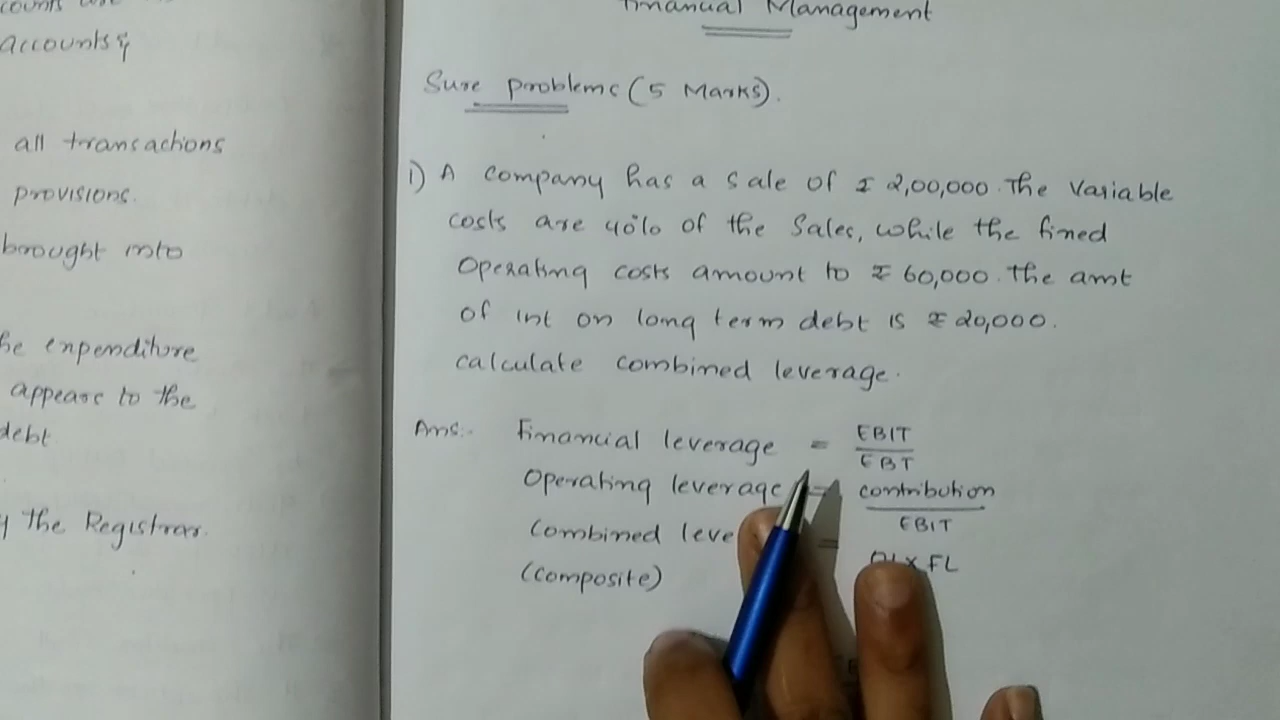 accounts
all transactions
provisions.
brought into
expenditure
appears to the
debt
the Registrar.
Financial Management
Sure problems (5 Marks).
1) A company has a sale of ₹ 2,00,000. The variable
costs are 40% of the Sales, while the fixed
Operating costs amount to ₹ 60,000. The amt
of int on long term debt is ₹ 20,000.
calculate combined leverage.
Ans:- Financial leverage = EBIT / EBT
Operating leverage = contribution / EBIT
Combined leve = OL x FL
(composite)